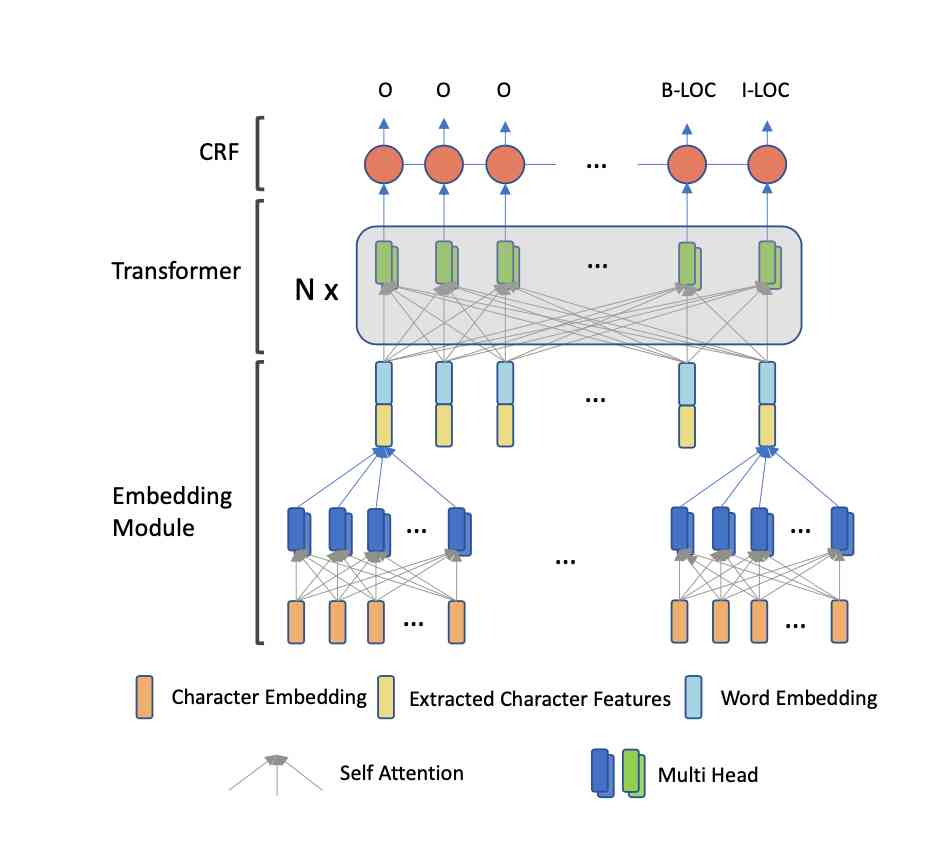 O O O ... B-LOC I-LOC
CRF
...
Transformer
...
N x
...
Embedding
Module
... ...
...
... ...
Character Embedding Extracted Character Features Word Embedding
Self Attention Multi Head